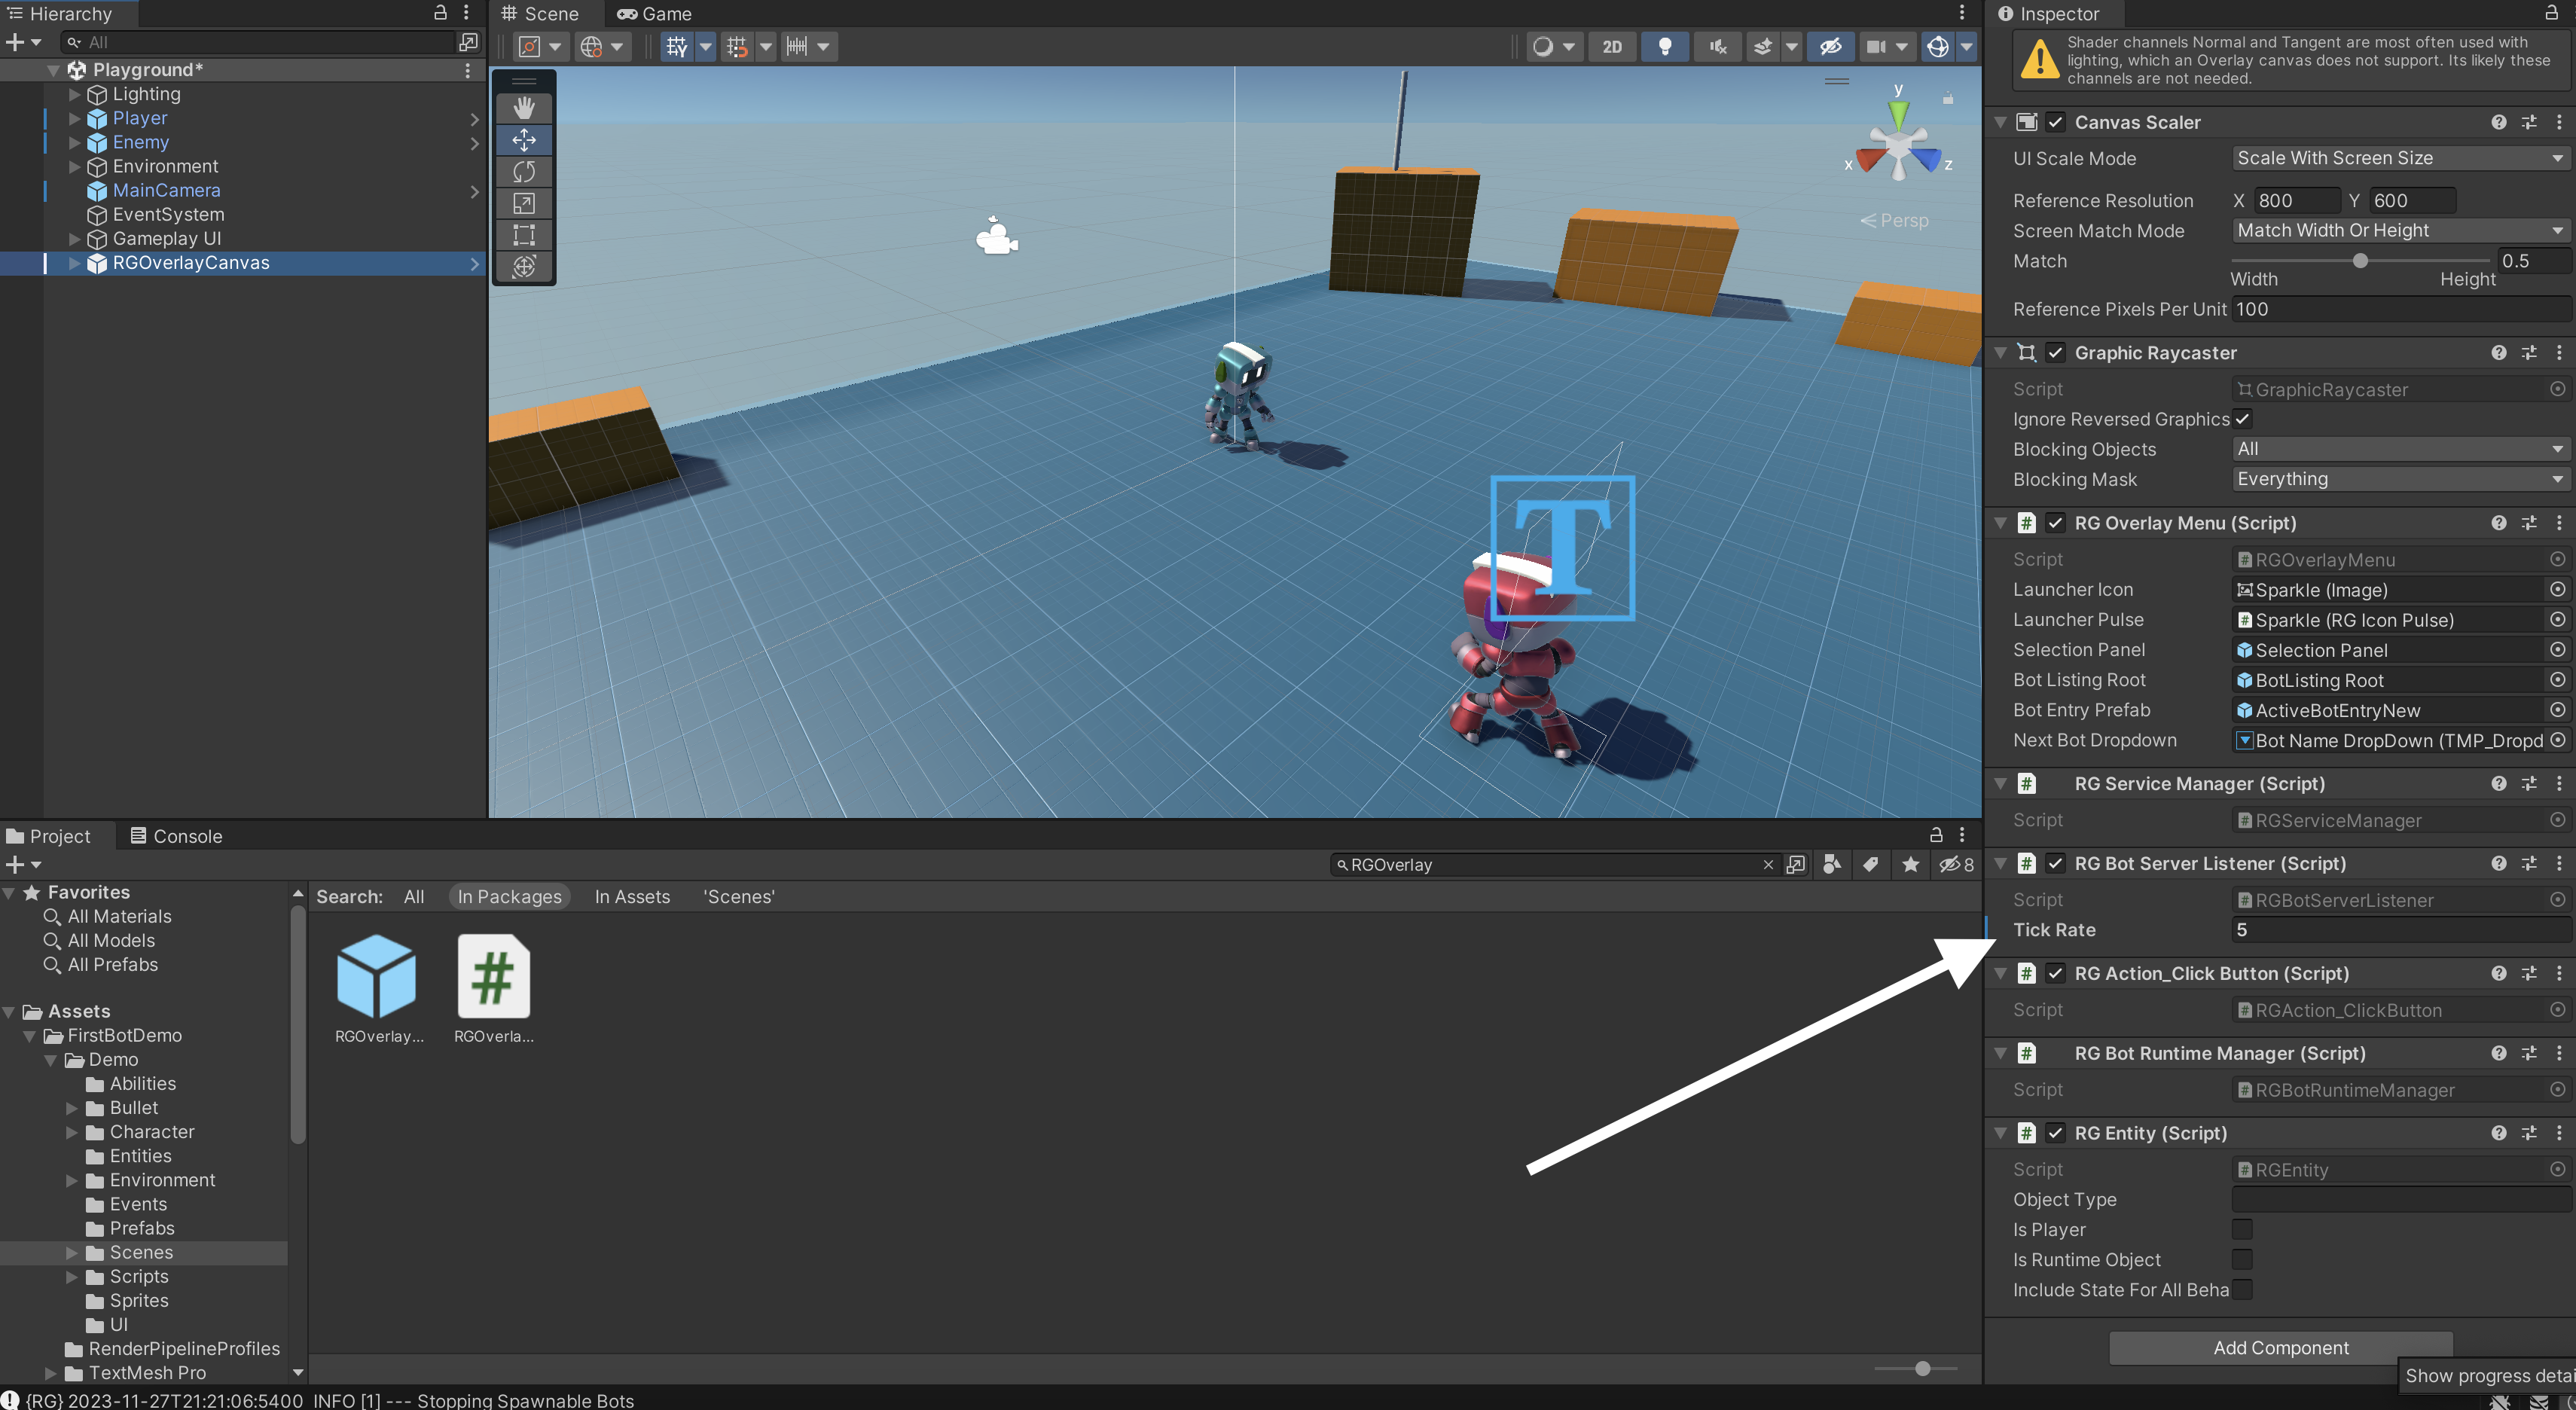 Hierarchy
All
Playground*
Lighting
Player
Enemy
Environment
MainCamera
EventSystem
Gameplay UI
RGOverlayCanvas
Scene
Game
2D
y
x
z
Persp
T
Inspector
Shader channels Normal and Tangent are most often used with
lighting, which an Overlay canvas does not support. Its likely these
channels are not needed.
Canvas Scaler
UI Scale Mode
Scale With Screen Size
Reference Resolution
X 800 Y 600
Screen Match Mode
Match Width Or Height
Match
0.5
Width Height
Reference Pixels Per Unit
100
Graphic Raycaster
Script
GraphicRaycaster
Ignore Reversed Graphics
Blocking Objects
All
Blocking Mask
Everything
# RG Overlay Menu (Script)
Script
RGOverlayMenu
Launcher Icon
Sparkle (Image)
Launcher Pulse
Sparkle (RG Icon Pulse)
Selection Panel
Selection Panel
Bot Listing Root
BotListing Root
Bot Entry Prefab
ActiveBotEntryNew
Next Bot Dropdown
Bot Name DropDown (TMP_Dropd
# RG Service Manager (Script)
Script
RGServiceManager
# RG Bot Server Listener (Script)
Script
RGBotServerListener
Tick Rate
5
# RG Action_Click Button (Script)
Script
RGAction_ClickButton
# RG Bot Runtime Manager (Script)
Script
RGBotRuntimeManager
# RG Entity (Script)
Script
RGEntity
Object Type
Is Player
Is Runtime Object
Include State For All Beha
Add Component
Show progress detai
Project
Console
RGOverlay
8
Favorites
All Materials
All Models
All Prefabs
Assets
FirstBotDemo
Demo
Abilities
Bullet
Character
Entities
Environment
Events
Prefabs
Scenes
Scripts
Sprites
UI
RenderPipelineProfiles
TextMesh Pro
Search: All In Packages In Assets 'Scenes'
#
RGOverlay...
RGOverla...
{RG} 2023-11-27T21:21:06:5400 INFO [1] --- Stopping Spawnable Bots